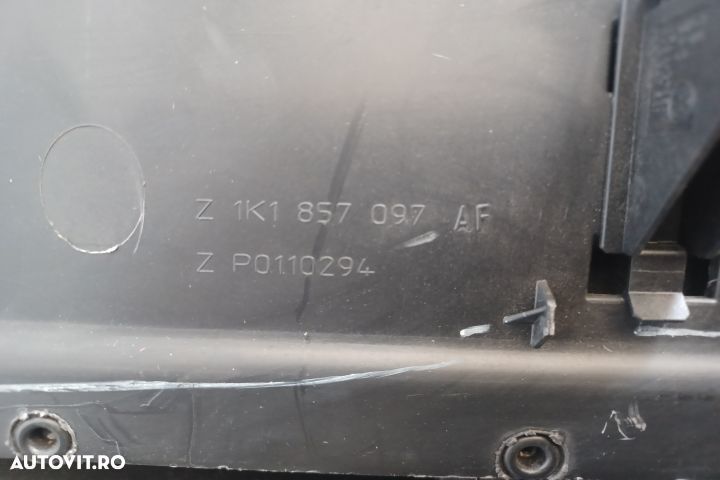 Z 1K1 857 097 AF
Z P0110294
AUTOVIT.RO